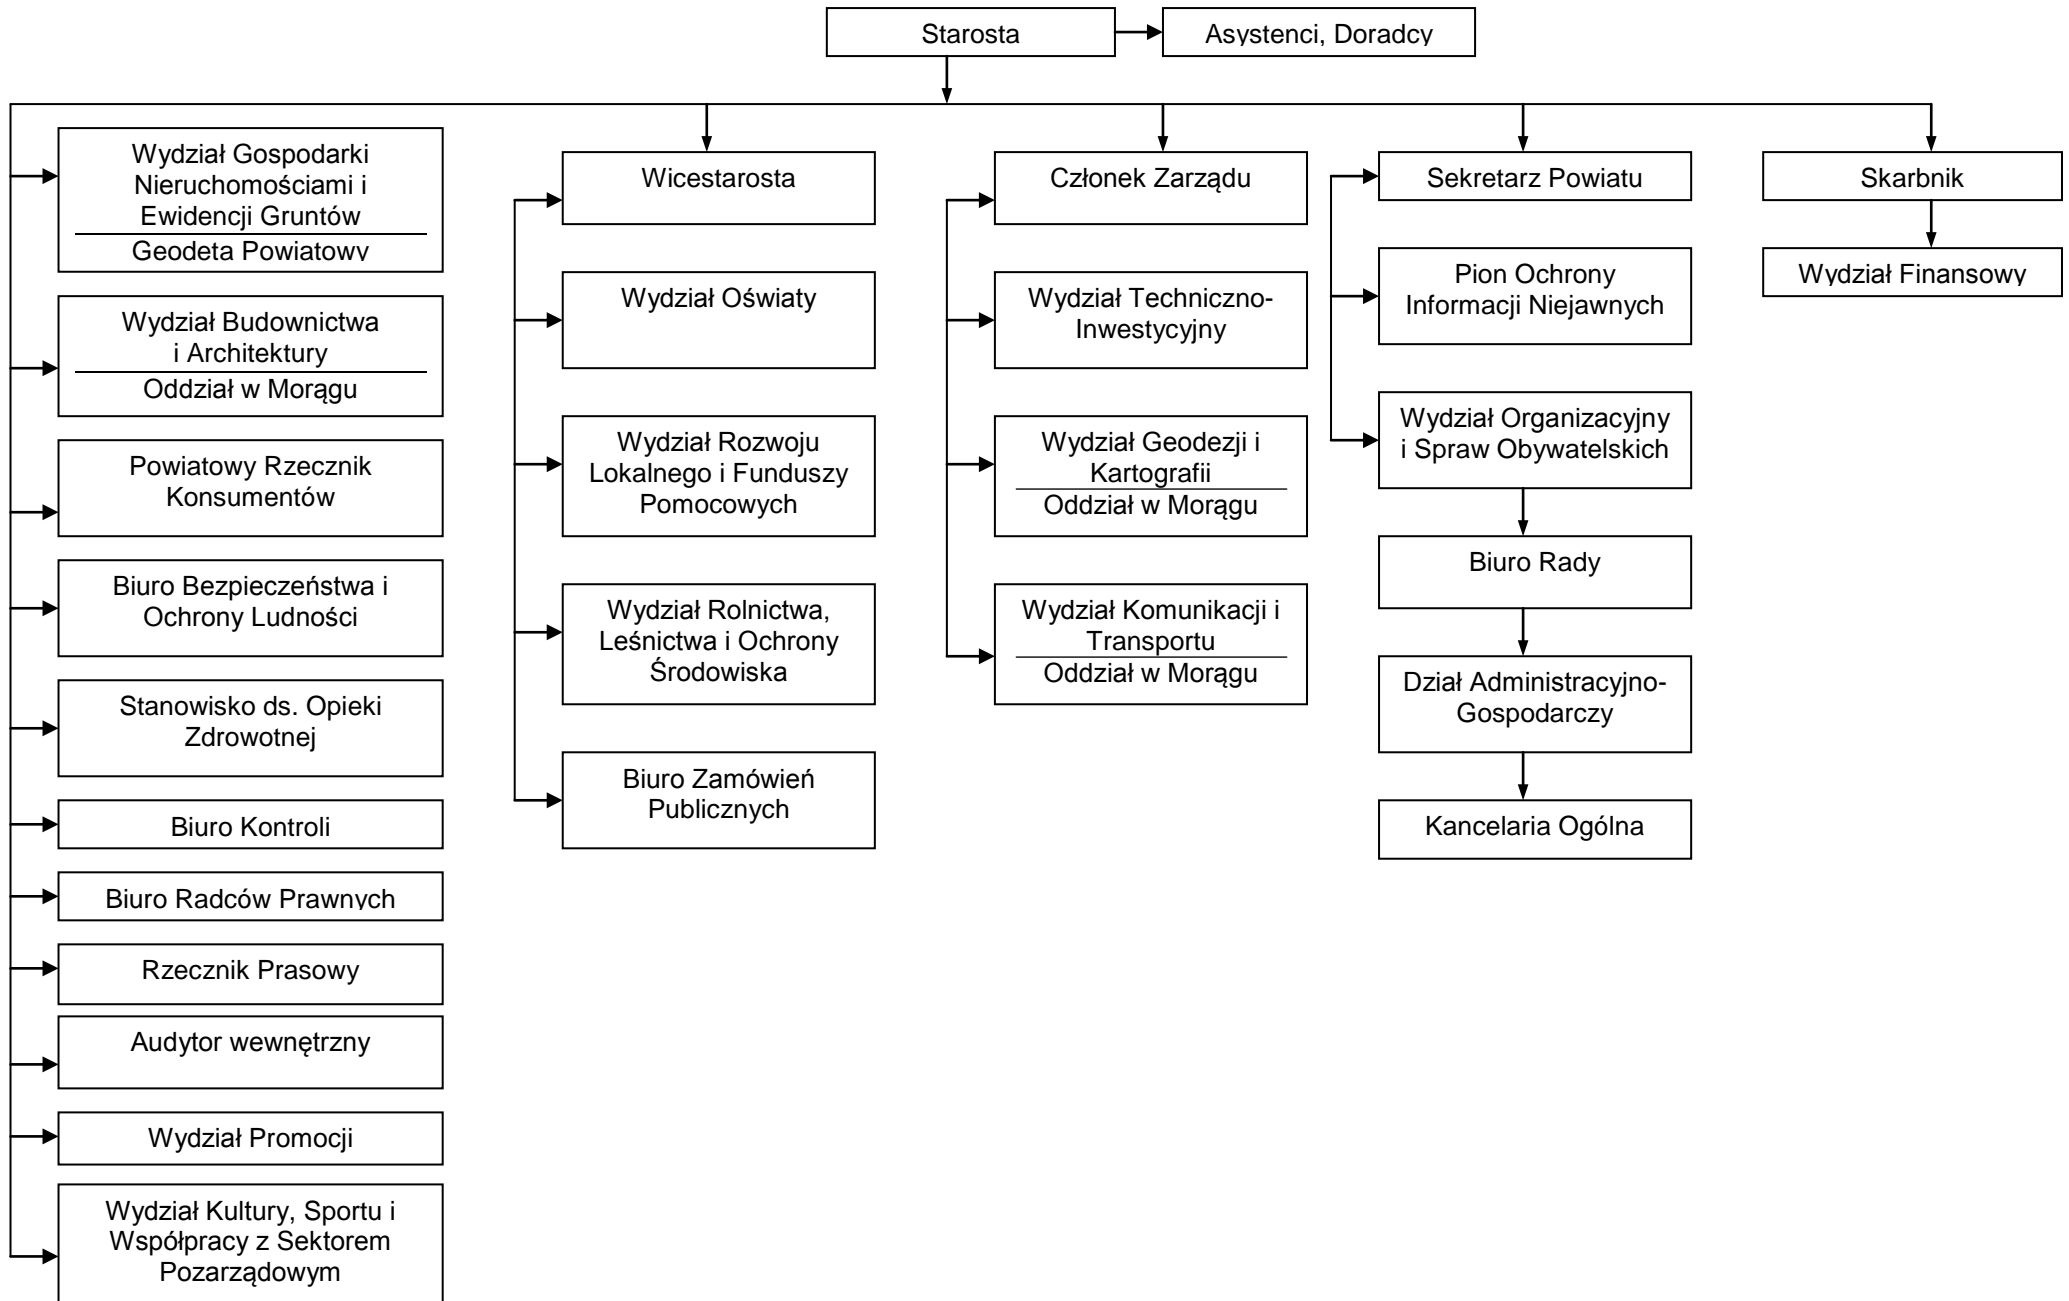 Starosta
Asystenci, Doradcy
Wydział Gospodarki
Nieruchomościami i
Ewidencji Gruntów
Geodeta Powiatowy
Wydział Budownictwa
i Architektury
Oddział w Morągu
Powiatowy Rzecznik
Konsumentów
Biuro Bezpieczeństwa i
Ochrony Ludności
Stanowisko ds. Opieki
Zdrowotnej
Biuro Kontroli
Biuro Radców Prawnych
Rzecznik Prasowy
Audytor wewnętrzny
Wydział Promocji
Wydział Kultury, Sportu i
Współpracy z Sektorem
Pozarządowym
Wicestarosta
Wydział Oświaty
Wydział Rozwoju
Lokalnego i Funduszy
Pomocowych
Wydział Rolnictwa,
Leśnictwa i Ochrony
Środowiska
Biuro Zamówień
Publicznych
Członek Zarządu
Wydział Techniczno-
Inwestycyjny
Wydział Geodezji i
Kartografii
Oddział w Morągu
Wydział Komunikacji i
Transportu
Oddział w Morągu
Sekretarz Powiatu
Pion Ochrony
Informacji Niejawnych
Wydział Organizacyjny
i Spraw Obywatelskich
Biuro Rady
Dział Administracyjno-
Gospodarczy
Kancelaria Ogólna
Skarbnik
Wydział Finansowy